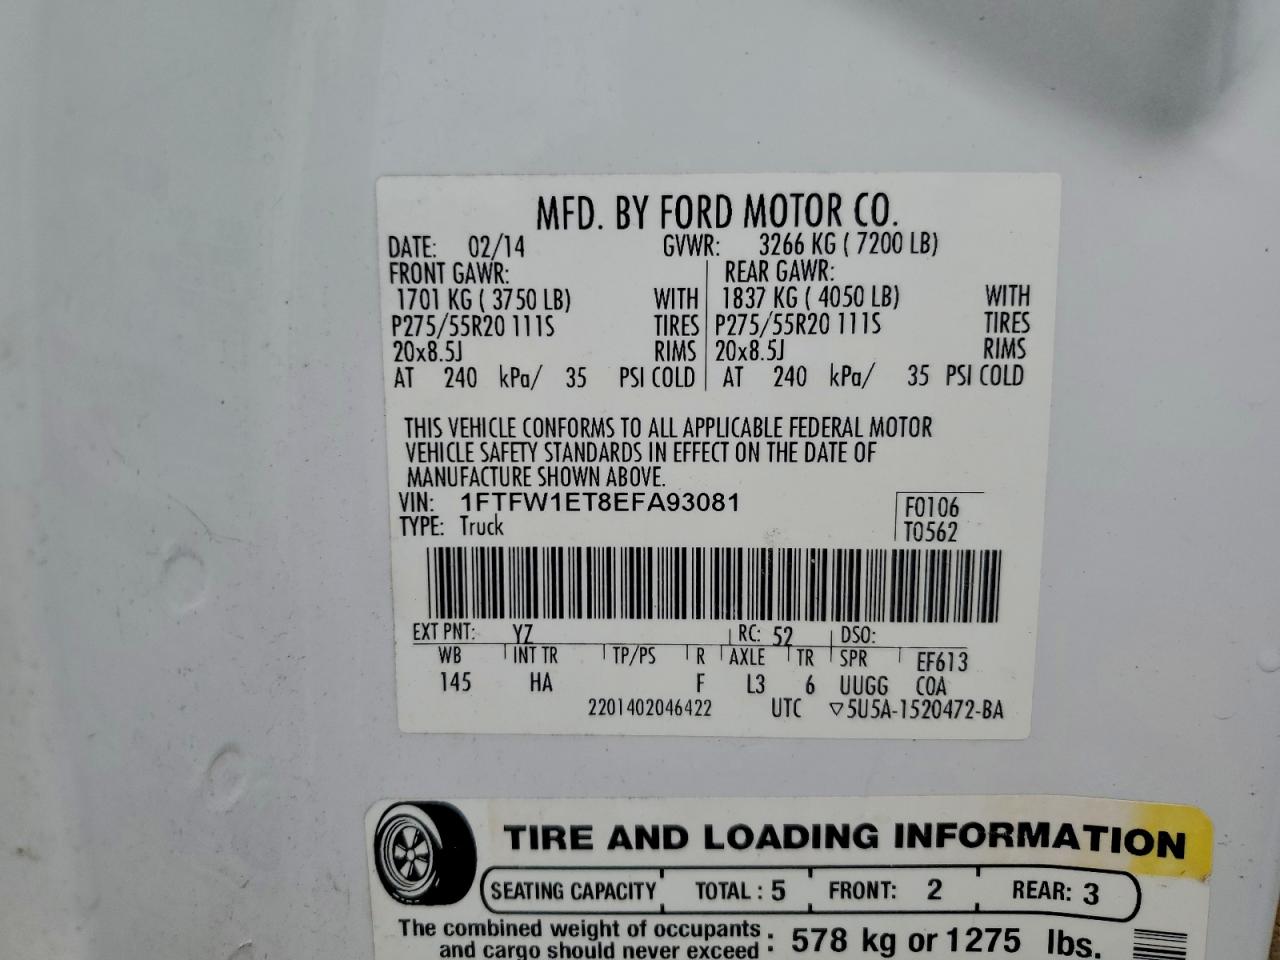 MFD. BY FORD MOTOR CO.
DATE: 02/14 GVWR: 3266 KG ( 7200 LB)
FRONT GAWR: REAR GAWR:
1701 KG ( 3750 LB) WITH 1837 KG ( 4050 LB) WITH
P275/55R20 111S TIRES P275/55R20 111S TIRES
20x8.5J RIMS 20x8.5J RIMS
AT 240 kPa/ 35 PSI COLD AT 240 kPa/ 35 PSI COLD
THIS VEHICLE CONFORMS TO ALL APPLICABLE FEDERAL MOTOR
VEHICLE SAFETY STANDARDS IN EFFECT ON THE DATE OF
MANUFACTURE SHOWN ABOVE.
VIN: 1FTFW1ET8EFA93081 F0106
TYPE: Truck T0562
EXT PNT: YZ RC: 52 DSO:
WB INT TR TP/PS R AXLE TR SPR EF613
145 HA F L3 6 UUGG COA
2201402046422 UTC ▽5U5A-1520472-BA
TIRE AND LOADING INFORMATION
SEATING CAPACITY TOTAL : 5 FRONT: 2 REAR: 3
The combined weight of occupants
and cargo should never exceed : 578 kg or 1275 lbs.